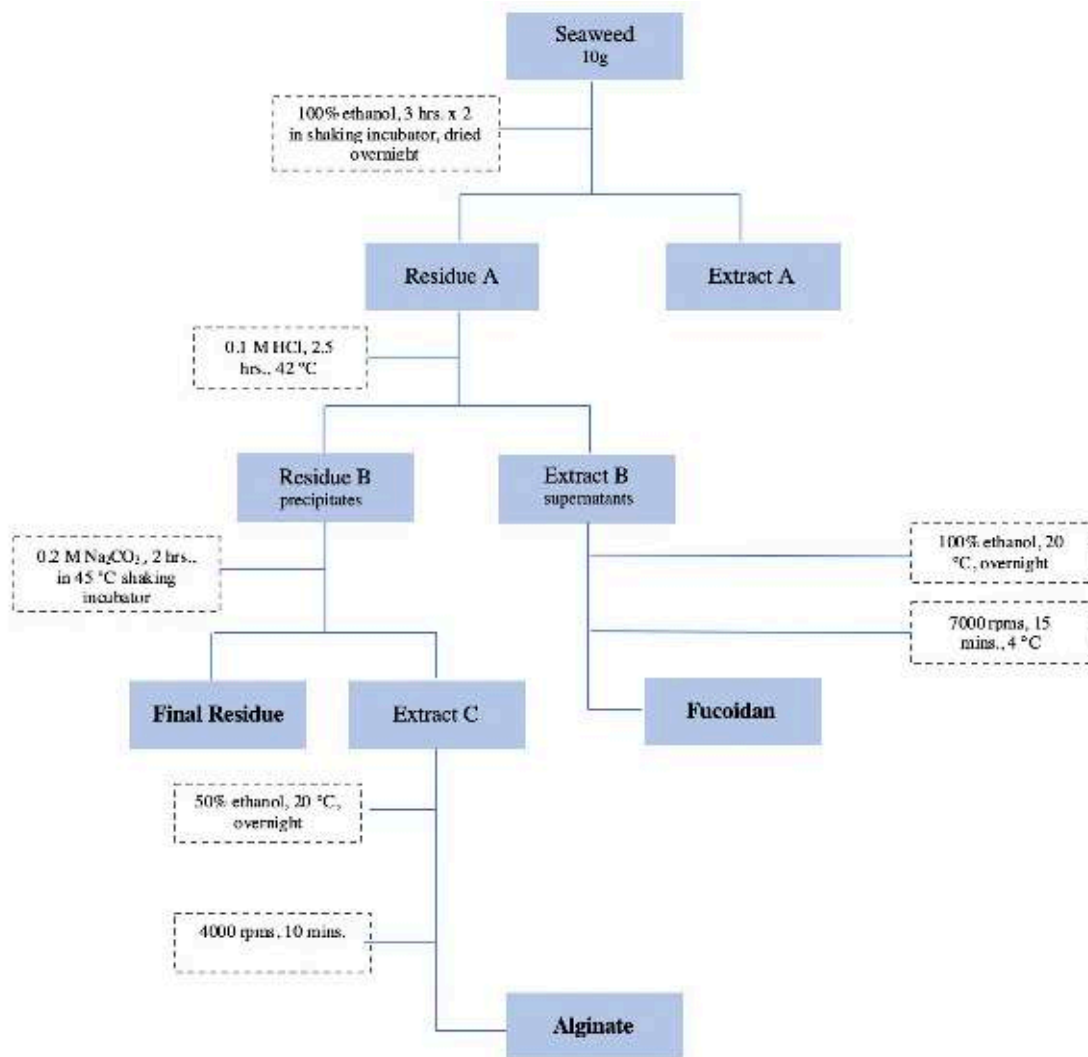 Seaweed
10g
100% ethanol, 3 hrs. x 2
in shaking incubator, dried
overnight
Residue A
Extract A
0.1 M HCl, 2.5
hrs., 42 °C
Residue B
precipitates
Extract B
supernatants
0.2 M Na₂CO₃ , 2 hrs..
in 45 °C shaking
incubator
100% ethanol, 20
°C, overnight
7000 rpms, 15
mins., 4 °C
Final Residue
Extract C
Fucoidan
50% ethanol, 20 °C,
overnight
4000 rpms, 10 mins.
Alginate